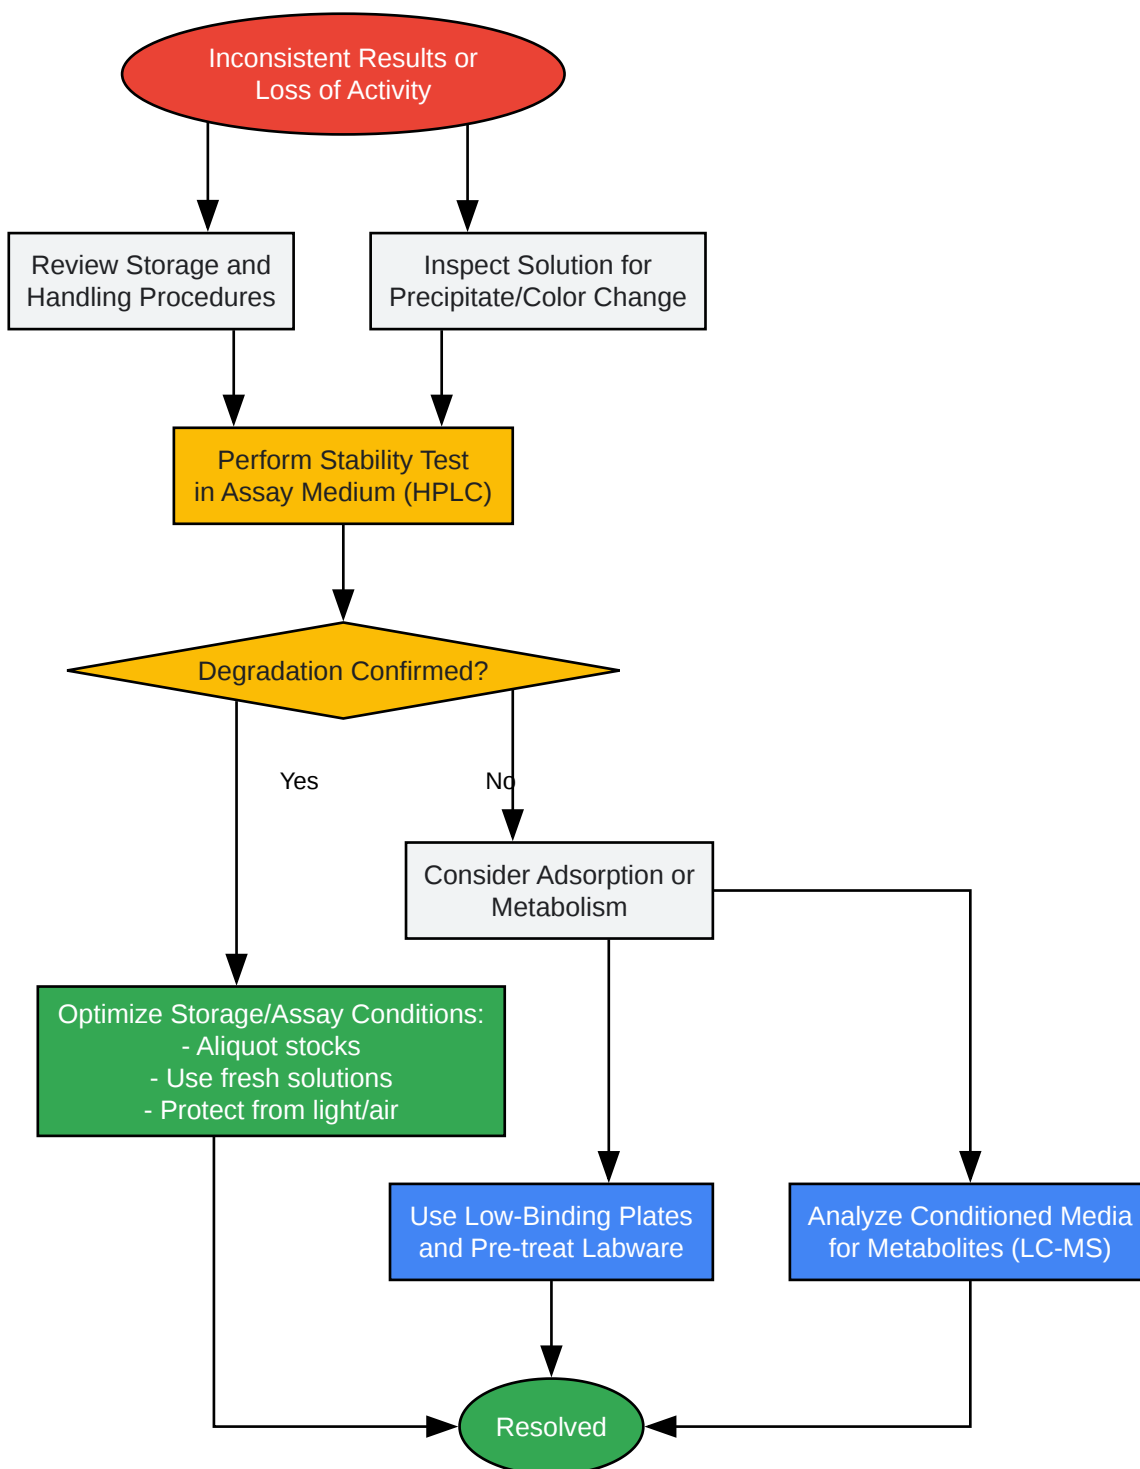 Inconsistent Results or
Loss of Activity
Review Storage and
Handling Procedures
Inspect Solution for
Precipitate/Color Change
Perform Stability Test
in Assay Medium (HPLC)
Degradation Confirmed?
Yes
No
Consider Adsorption or
Metabolism
Optimize Storage/Assay Conditions:
- Aliquot stocks
- Use fresh solutions
- Protect from light/air
Use Low-Binding Plates
and Pre-treat Labware
Analyze Conditioned Media
for Metabolites (LC-MS)
Resolved